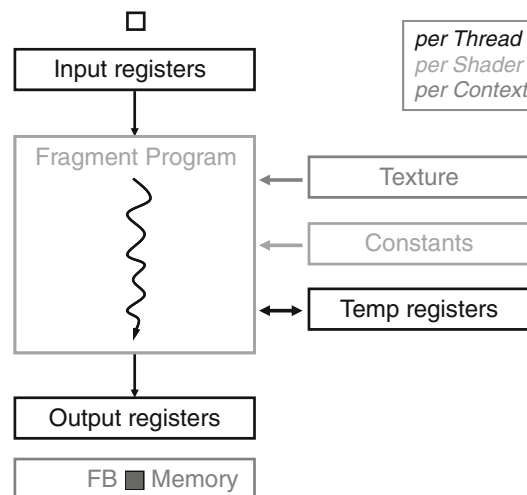 per Thread
Input registers
per Shader
per Context
Fragment Program
Texture
Constants
Temp registers
Output registers
FB Memory